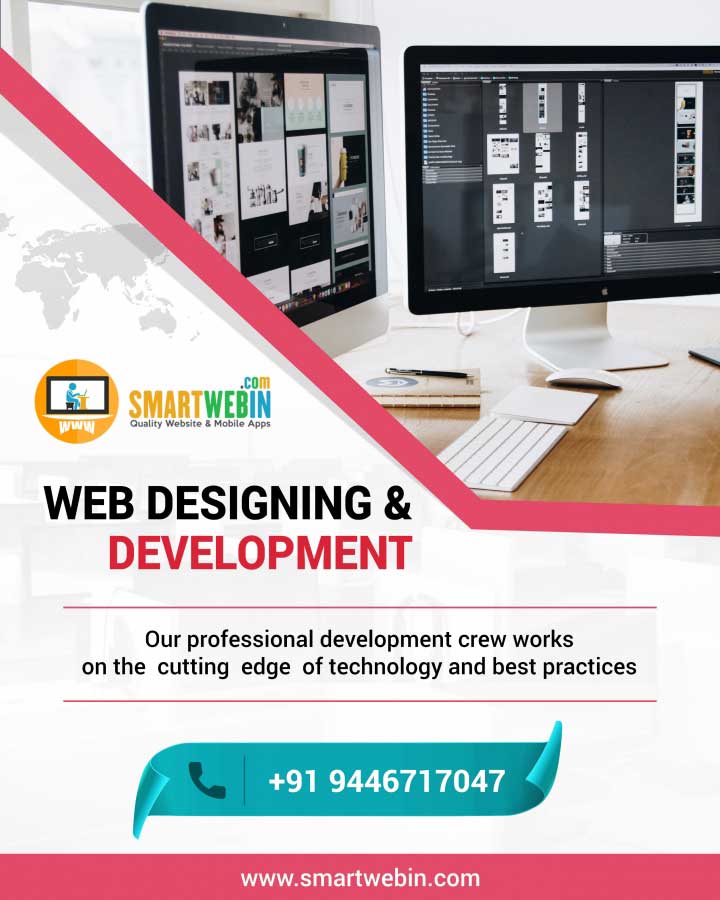 .com
SMARTWEBIN
www
Quality Website & Mobile Apps
WEB DESIGNING &
DEVELOPMENT
Our professional development crew works
on the cutting edge of technology and best practices
+91 9446717047
www.smartwebin.com